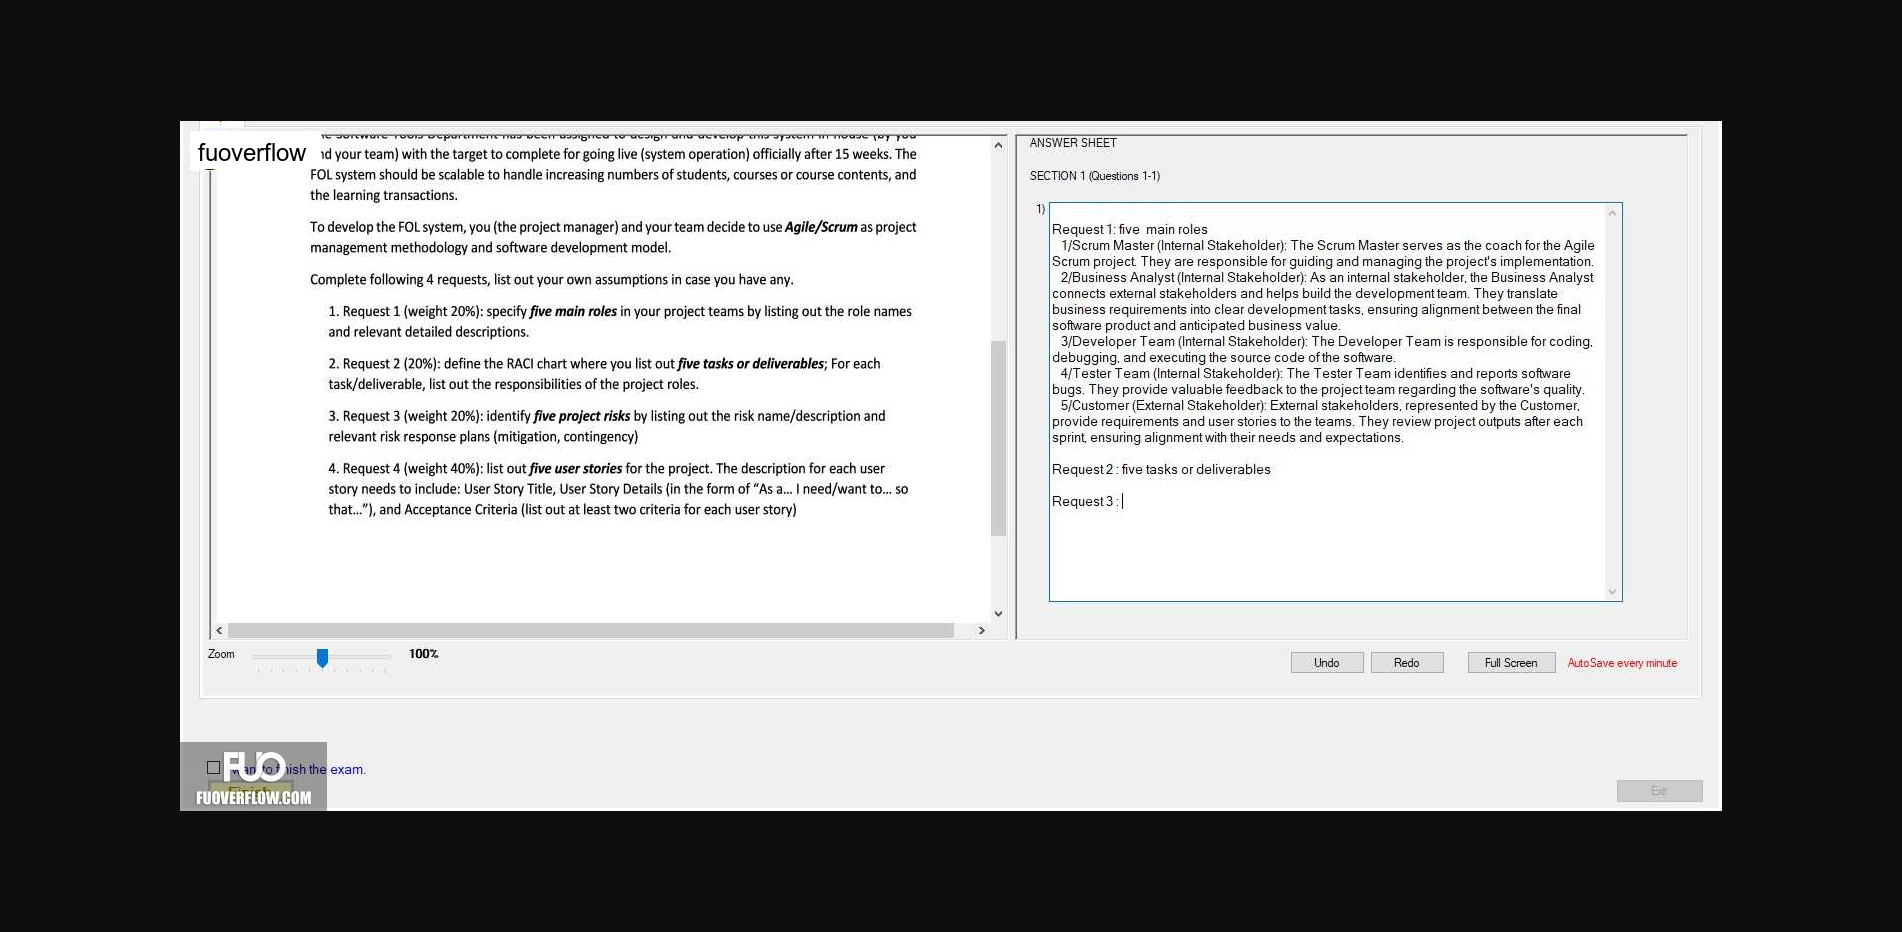 fuoverflow
the Software Tools Department has been assigned to design and develop this system in house (by you
nd your team) with the target to complete for going live (system operation) officially after 15 weeks. The
FOL system should be scalable to handle increasing numbers of students, courses or course contents, and
the learning transactions.
To develop the FOL system, you (the project manager) and your team decide to use Agile/Scrum as project
management methodology and software development model.
Complete following 4 requests, list out your own assumptions in case you have any.
1. Request 1 (weight 20%): specify five main roles in your project teams by listing out the role names
and relevant detailed descriptions.
2. Request 2 (20%): define the RACI chart where you list out five tasks or deliverables; For each
task/deliverable, list out the responsibilities of the project roles.
3. Request 3 (weight 20%): identify five project risks by listing out the risk name/description and
relevant risk response plans (mitigation, contingency)
4. Request 4 (weight 40%): list out five user stories for the project. The description for each user
story needs to include: User Story Title, User Story Details (in the form of “As a... I need/want to... so
that...”), and Acceptance Criteria (list out at least two criteria for each user story)
Zoom
100%
ANSWER SHEET
SECTION 1 (Questions 1-1)
1)
Request 1: five main roles
1/Scrum Master (Internal Stakeholder): The Scrum Master serves as the coach for the Agile
Scrum project. They are responsible for guiding and managing the project's implementation.
2/Business Analyst (Internal Stakeholder): As an internal stakeholder, the Business Analyst
connects external stakeholders and helps build the development team. They translate
business requirements into clear development tasks, ensuring alignment between the final
software product and anticipated business value.
3/Developer Team (Internal Stakeholder): The Developer Team is responsible for coding,
debugging, and executing the source code of the software.
4/Tester Team (Internal Stakeholder): The Tester Team identifies and reports software
bugs. They provide valuable feedback to the project team regarding the software's quality.
5/Customer (External Stakeholder): External stakeholders, represented by the Customer,
provide requirements and user stories to the teams. They review project outputs after each
sprint, ensuring alignment with their needs and expectations.
Request 2 : five tasks or deliverables
Request 3 :
Undo
Redo
Full Screen
AutoSave every minute
I want to finish the exam.
Finish
FUO
FUOVERFLOW.COM
Exit